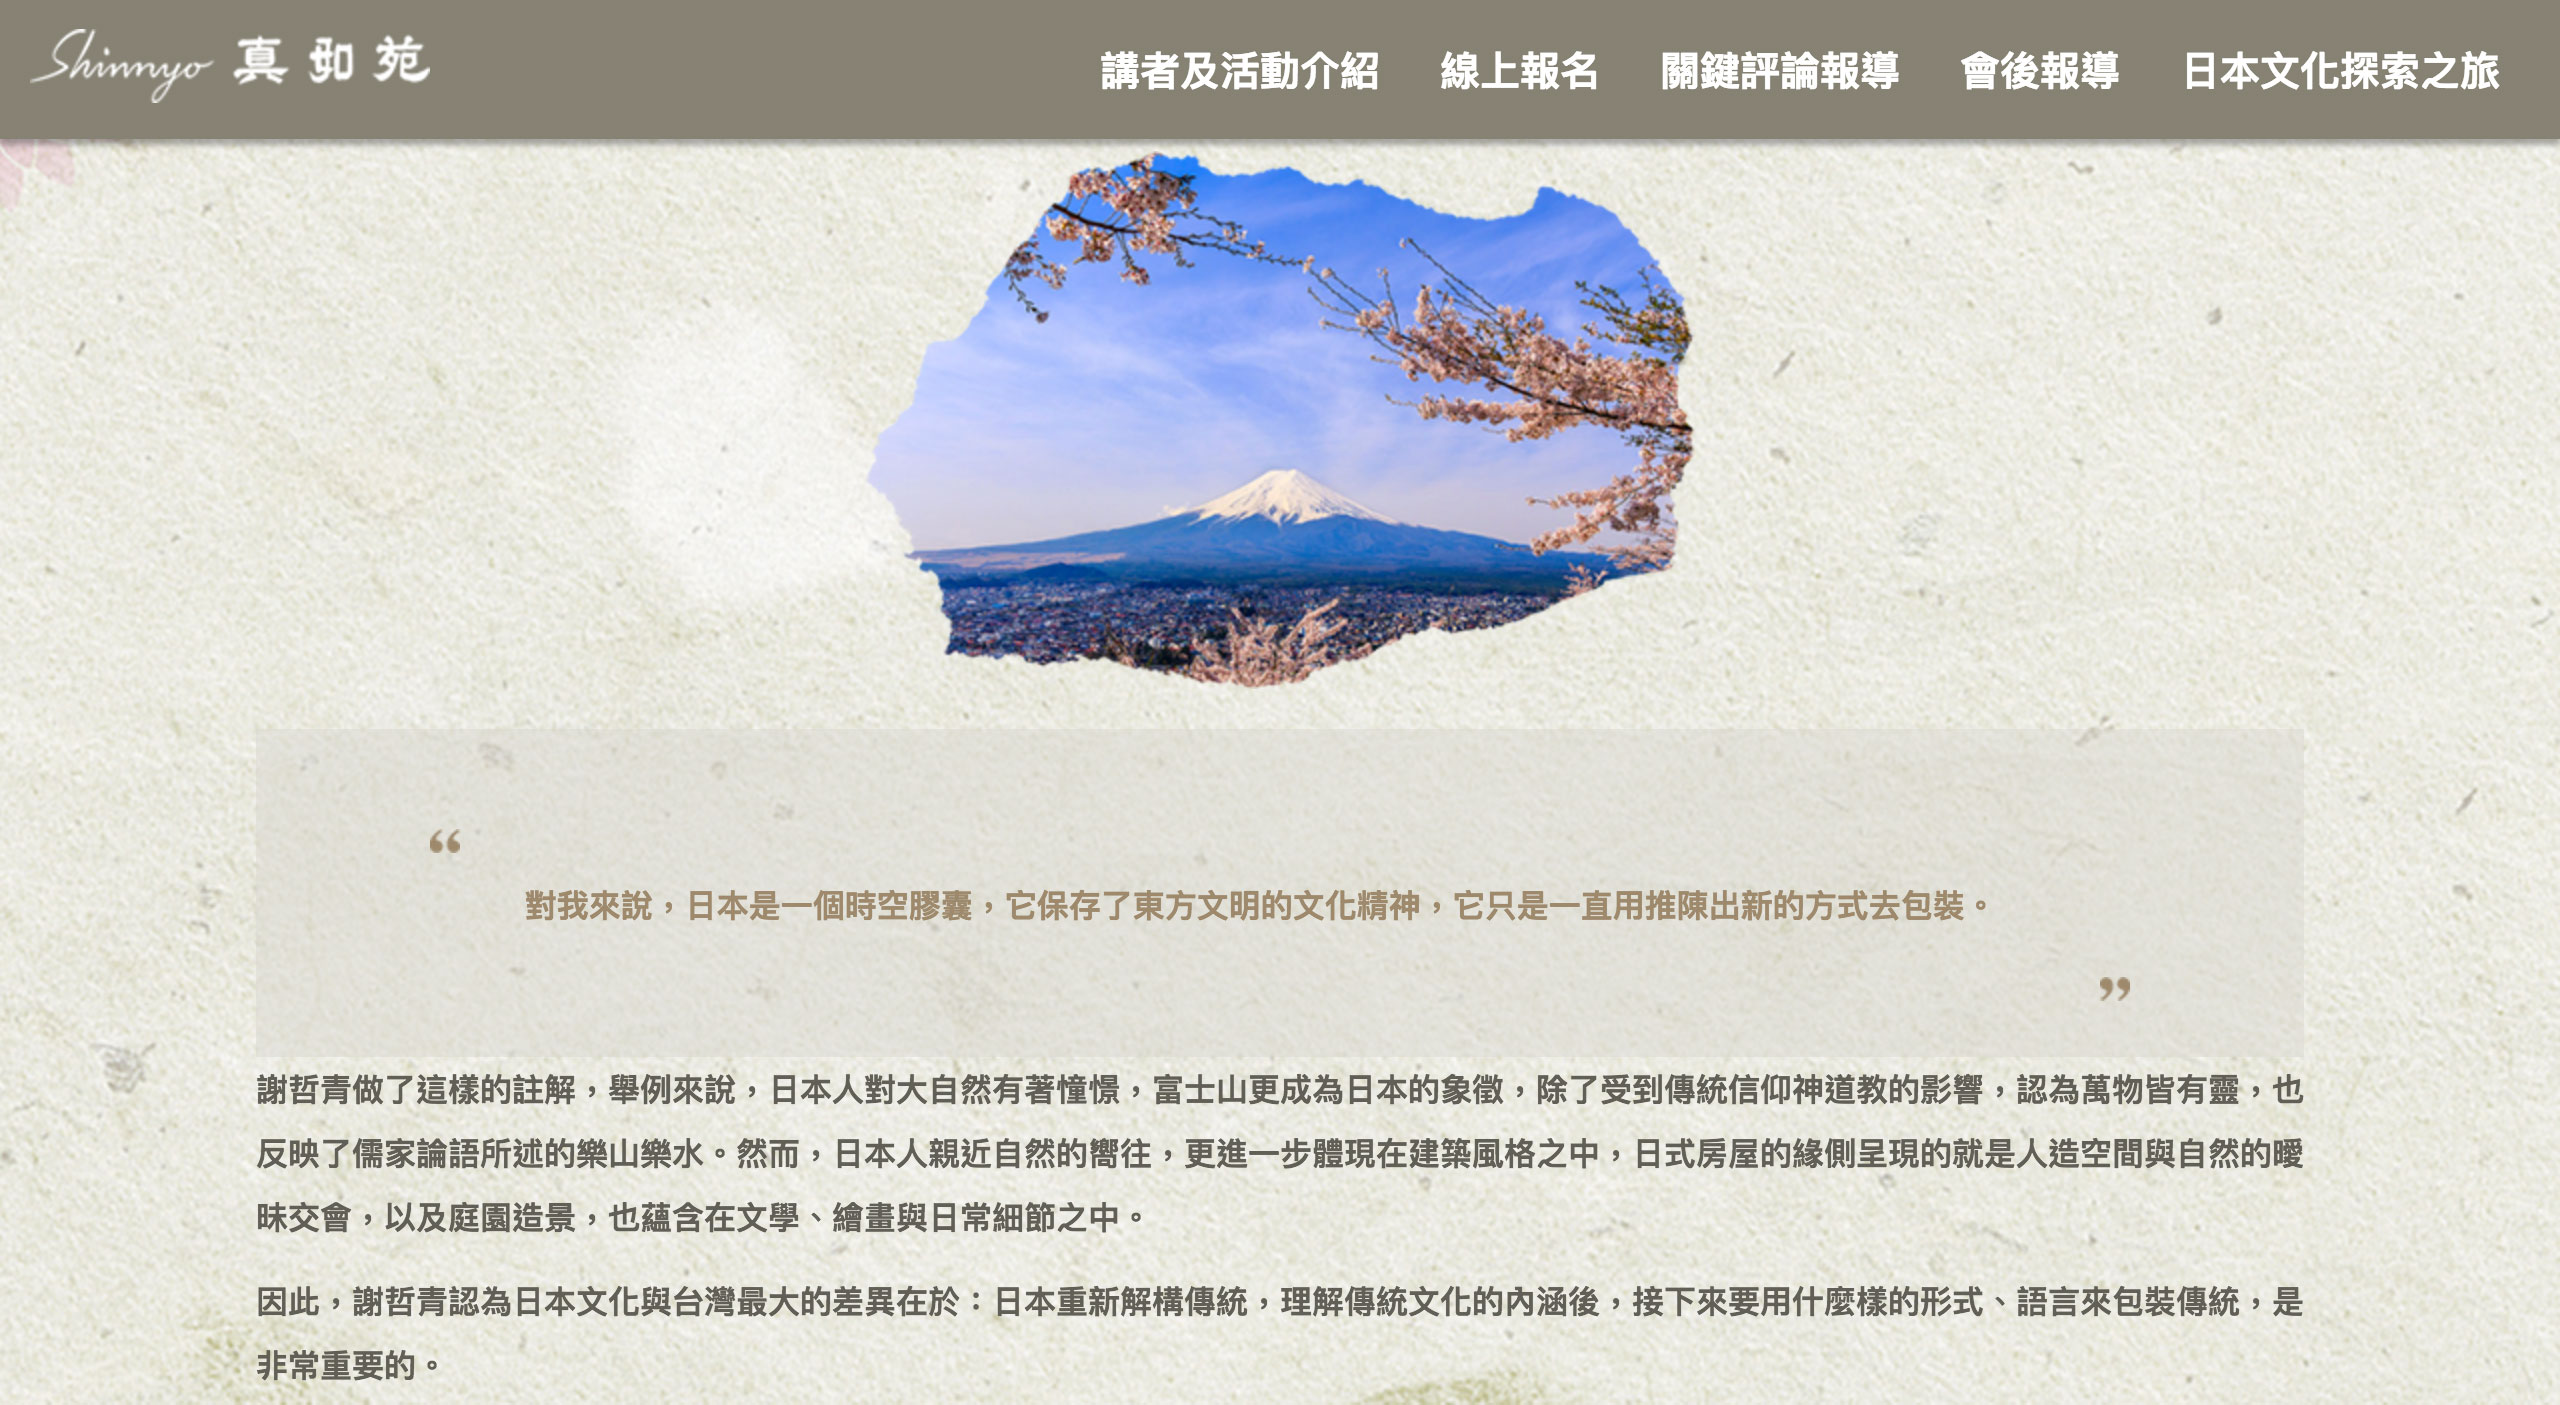 Shinnyo 真如苑
講者及活動介紹 線上報名 關鍵評論報導 會後報導 日本文化探索之旅
“
對我來說，日本是一個時空膠囊，它保存了東方文明的文化精神，它只是一直用推陳出新的方式去包裝。
”
謝哲青做了這樣的註解，舉例來說，日本人對大自然有著憧憬，富士山更成為日本的象徵，除了受到傳統信仰神道教的影響，認為萬物皆有靈，也
反映了儒家論語所述的樂山樂水。然而，日本人親近自然的嚮往，更進一步體現在建築風格之中，日式房屋的緣側呈現的就是人造空間與自然的曖
昧交會，以及庭園造景，也蘊含在文學、繪畫與日常細節之中。
因此，謝哲青認為日本文化與台灣最大的差異在於：日本重新解構傳統，理解傳統文化的內涵後，接下來要用什麼樣的形式、語言來包裝傳統，是
非常重要的。